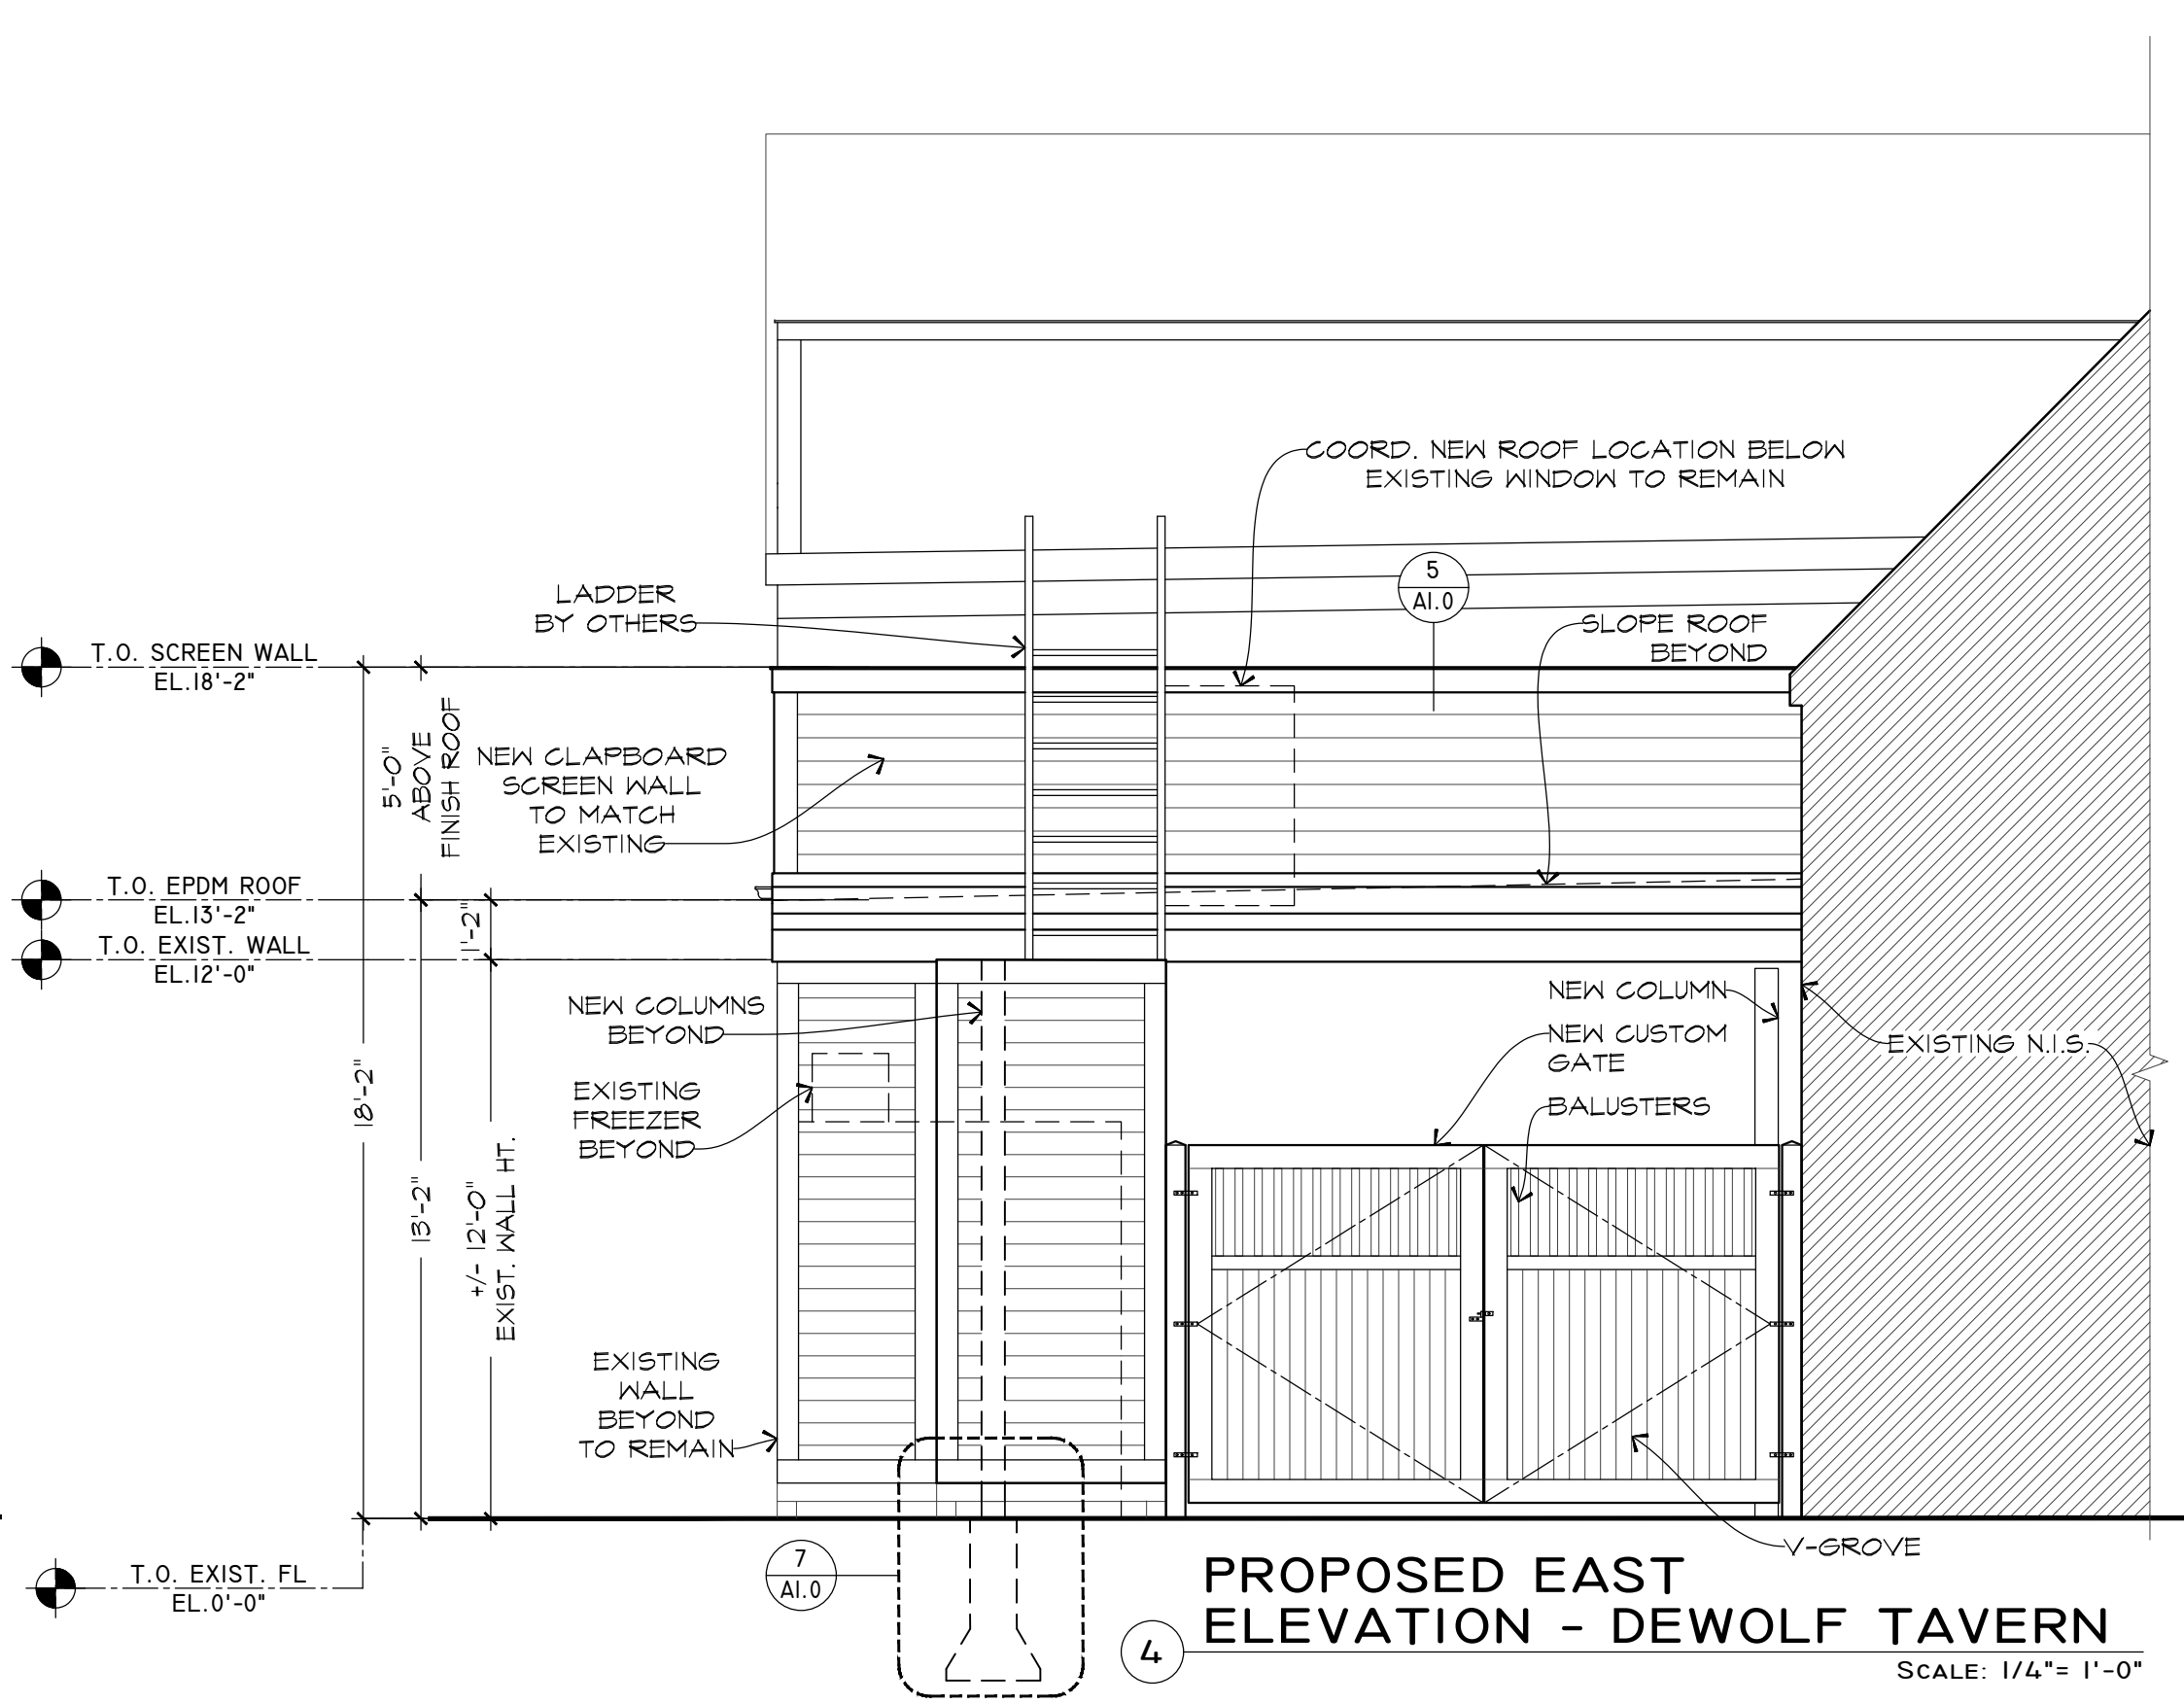 COORD. NEW ROOF LOCATION BELOW
EXISTING WINDOW TO REMAIN
5
A1.0
LADDER
BY OTHERS
SLOPE ROOF
BEYOND
T.O. SCREEN WALL
EL.18'-2"
5'-0"
ABOVE
FINISH ROOF
NEW CLAPBOARD
SCREEN WALL
TO MATCH
EXISTING
T.O. EPDM ROOF
EL.13'-2"
1'-2"
T.O. EXIST. WALL
EL.12'-0"
NEW COLUMNS
BEYOND
NEW COLUMN
NEW CUSTOM
GATE
BALUSTERS
EXISTING N.I.S.
EXISTING
FREEZER
BEYOND
18'-2"
13'-2"
+/- 12'-0"
EXIST. WALL HT.
EXISTING
WALL
BEYOND
TO REMAIN
V-GROVE
T.O. EXIST. FL
EL.0'-0"
7
A1.0
4
PROPOSED EAST
ELEVATION - DEWOLF TAVERN
SCALE: 1/4"= 1'-0"